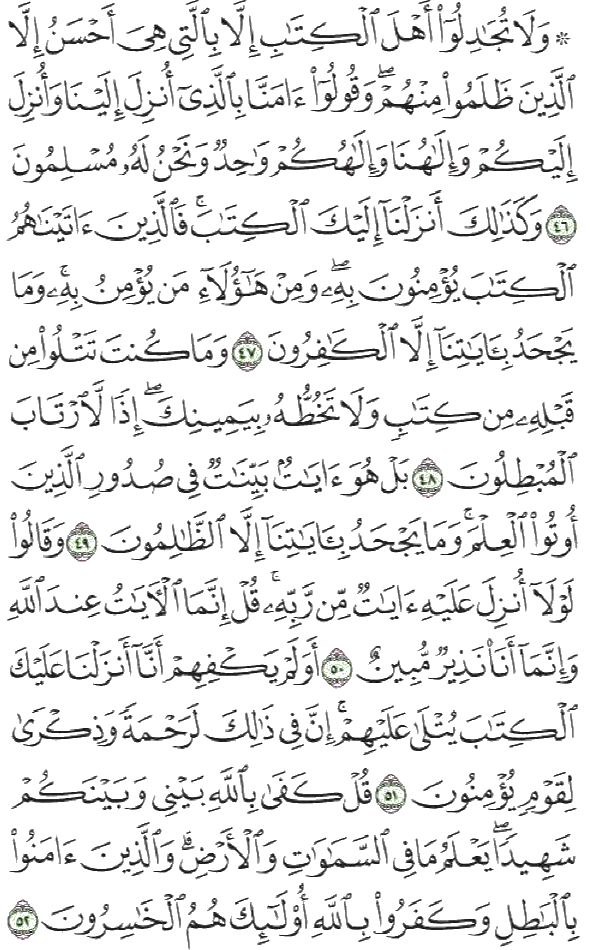 ۞ وَلَا تُجَٰدِلُوٓا۟ أَهْلَ ٱلْكِتَٰبِ إِلَّا بِٱلَّتِى هِىَ أَحْسَنُ إِلَّا
ٱلَّذِينَ ظَلَمُوا۟ مِنْهُمْ ۖ وَقُولُوٓا۟ ءَامَنَّا بِٱلَّذِىٓ أُنزِلَ إِلَيْنَا وَأُنزِلَ
إِلَيْكُمْ وَإِلَٰهُنَا وَإِلَٰهُكُمْ وَٰحِدٌ وَنَحْنُ لَهُۥ مُسْلِمُونَ
٤٦ وَكَذَٰلِكَ أَنزَلْنَآ إِلَيْكَ ٱلْكِتَٰبَ ۚ فَٱلَّذِينَ ءَاتَيْنَٰهُمُ
ٱلْكِتَٰبَ يُؤْمِنُونَ بِهِۦ ۖ وَمِنْ هَٰٓؤُلَآءِ مَن يُؤْمِنُ بِهِۦ ۚ وَمَا
يَجْحَدُ بِـَٔايَٰتِنَآ إِلَّا ٱلْكَٰفِرُونَ ٤٧ وَمَا كُنتَ تَتْلُوا۟ مِن
قَبْلِهِۦ مِن كِتَٰبٍ وَلَا تَخُطُّهُۥ بِيَمِينِكَ ۖ إِذًا لَّٱرْتَابَ
ٱلْمُبْطِلُونَ ٤٨ بَلْ هُوَ ءَايَٰتٌۢ بَيِّنَٰتٌ فِى صُدُورِ ٱلَّذِينَ
أُوتُوا۟ ٱلْعِلْمَ ۚ وَمَا يَجْحَدُ بِـَٔايَٰتِنَآ إِلَّا ٱلظَّٰلِمُونَ ٤٩ وَقَالُوا۟
لَوْلَآ أُنزِلَ عَلَيْهِ ءَايَٰتٌ مِّن رَّبِّهِۦ ۖ قُلْ إِنَّمَا ٱلْءَايَٰتُ عِندَ ٱللَّهِ
وَإِنَّمَآ أَنَا۠ نَذِيرٌ مُّبِينٌ ٥٠ أَوَلَمْ يَكْفِهِمْ أَنَّآ أَنزَلْنَا عَلَيْكَ
ٱلْكِتَٰبَ يُتْلَىٰ عَلَيْهِمْ ۚ إِنَّ فِى ذَٰلِكَ لَرَحْمَةً وَذِكْرَىٰ
لِقَوْمٍ يُؤْمِنُونَ ٥١ قُلْ كَفَىٰ بِٱللَّهِ بَيْنِى وَبَيْنَكُمْ
شَهِيدًا ۖ يَعْلَمُ مَا فِى ٱلسَّمَٰوَٰتِ وَٱلْأَرْضِ ۗ وَٱلَّذِينَ ءَامَنُوا۟
بِٱلْبَٰطِلِ وَكَفَرُوا۟ بِٱللَّهِ أُو۟لَٰٓئِكَ هُمُ ٱلْخَٰسِرُونَ ٥٢